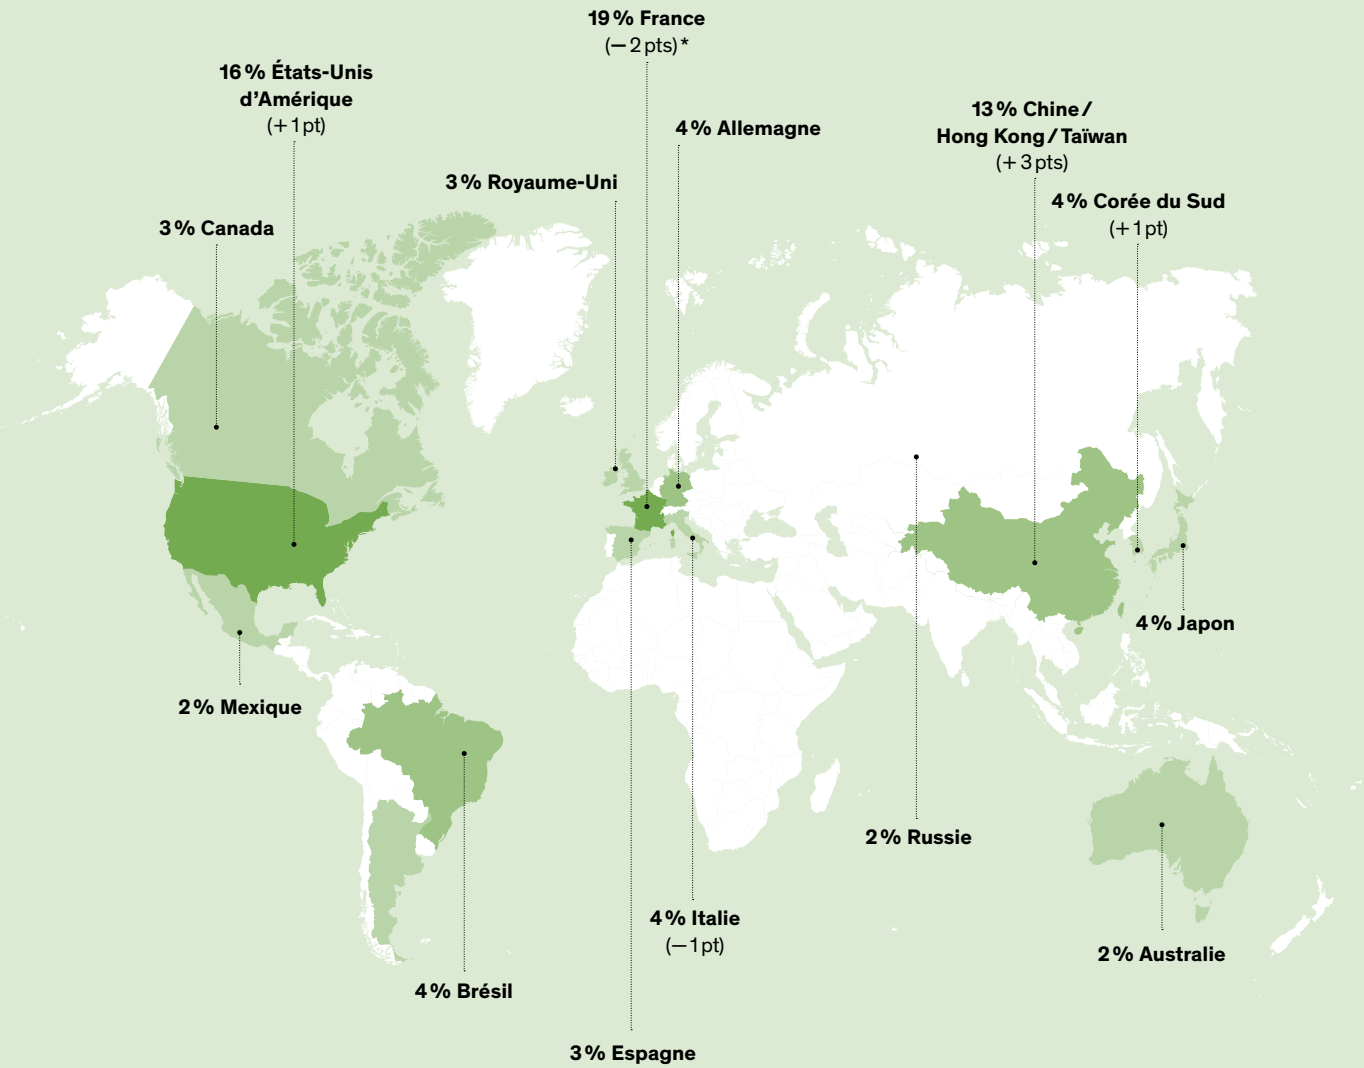 19 % France
(− 2 pts) *
16 % États-Unis
d’Amérique
(+ 1 pt)
13 % Chine /
Hong Kong / Taïwan
(+ 3 pts)
4 % Allemagne
3 % Royaume-Uni
4 % Corée du Sud
(+ 1 pt)
3 % Canada
4 % Japon
2 % Mexique
2 % Russie
4 % Italie
(− 1 pt)
2 % Australie
4 % Brésil
3 % Espagne